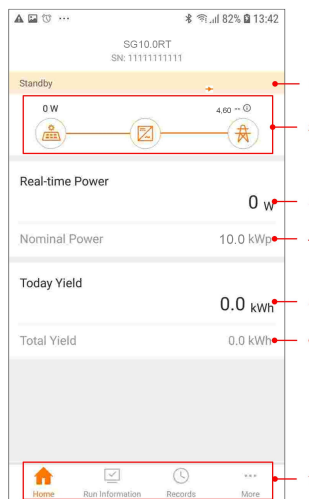 82% 13:42
SG10.0RT
SN: 11111111111
Standby
0 W
4.60 --
Real-time Power
0 W
Nominal Power
10.0 kWp
Today Yield
0.0 kWh
Total Yield
0.0 kWh
Home Run Information Records More